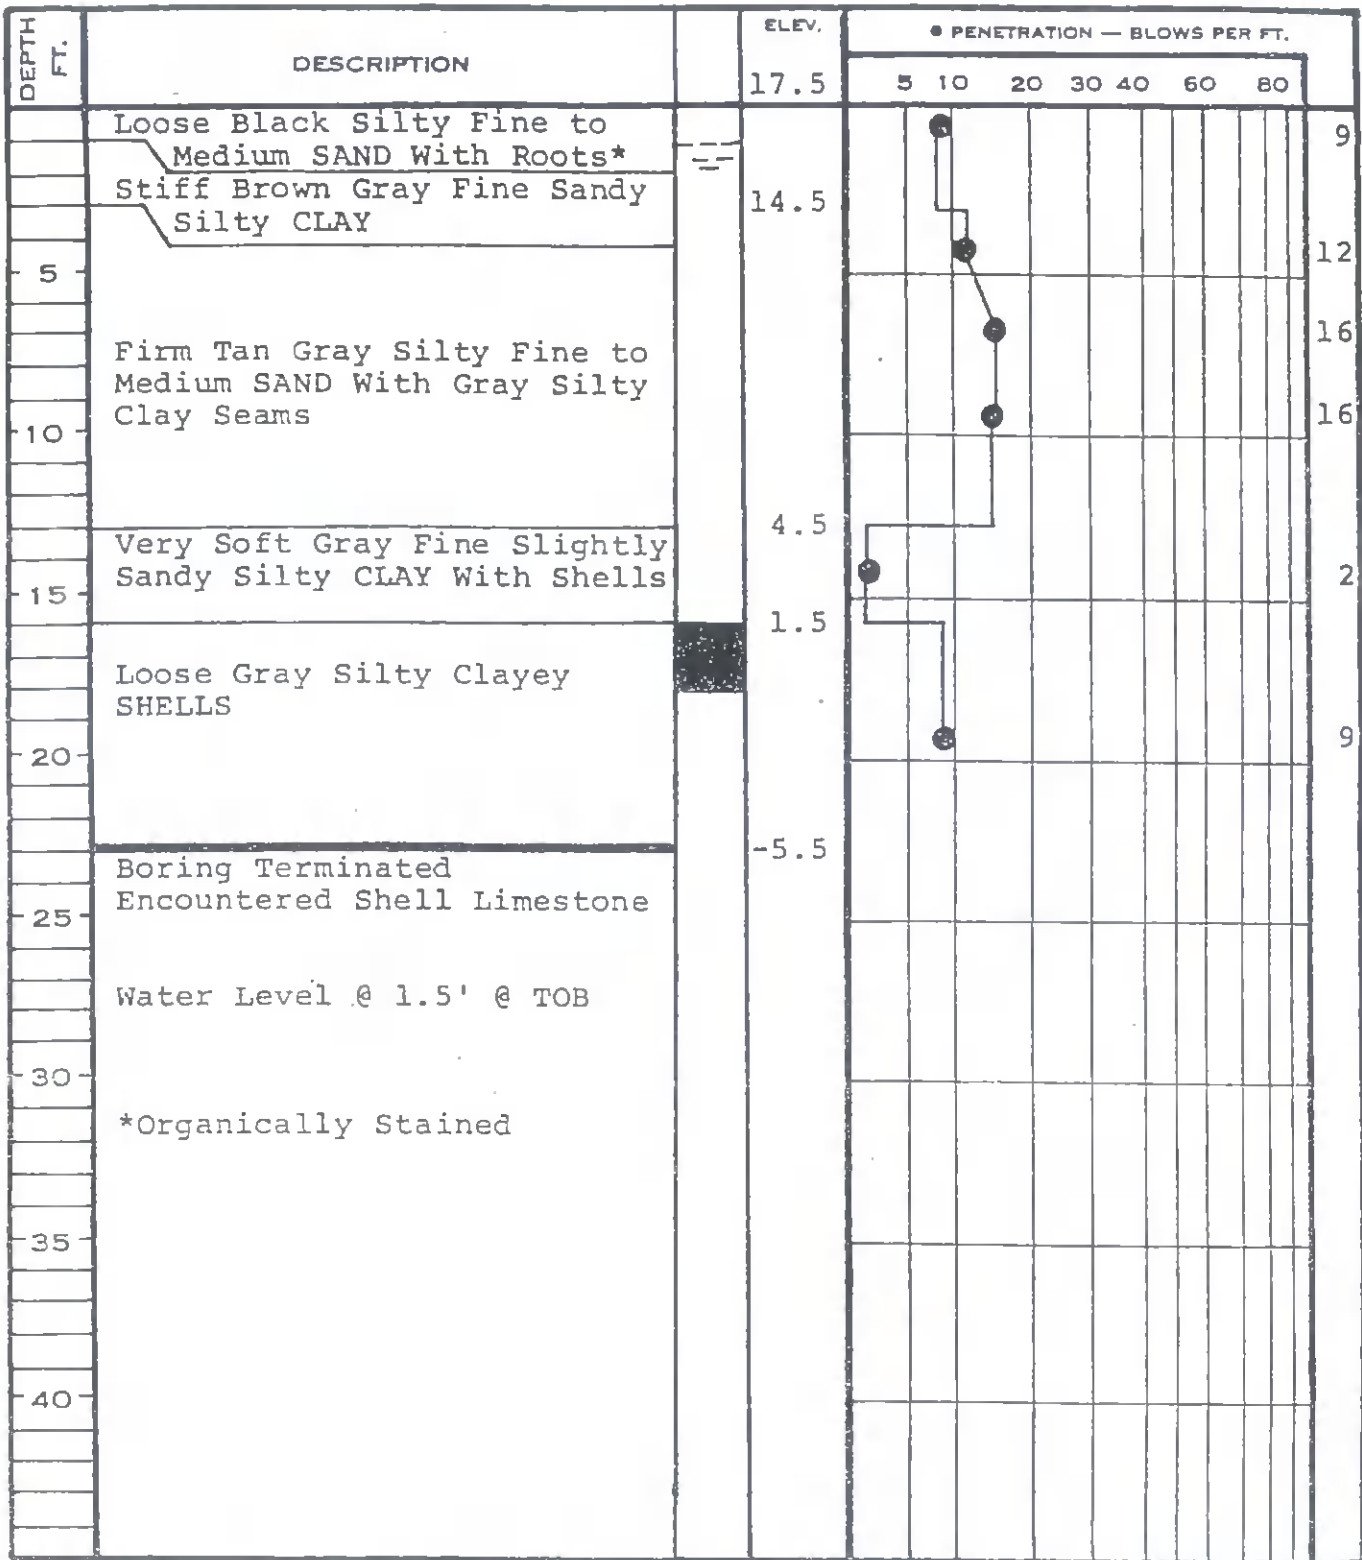 DEPTH FT.
DESCRIPTION
ELEV.
17.5
● PENETRATION — BLOWS PER FT.
5 10 20 30 40 60 80
Loose Black Silty Fine to
Medium SAND With Roots*
9
Stiff Brown Gray Fine Sandy
Silty CLAY
14.5
12
5
16
Firm Tan Gray Silty Fine to
Medium SAND With Gray Silty
Clay Seams
16
10
4.5
Very Soft Gray Fine Slightly
Sandy Silty CLAY With Shells
2
15
1.5
Loose Gray Silty Clayey
SHELLS
9
20
-5.5
Boring Terminated
Encountered Shell Limestone
25
Water Level @ 1.5' @ TOB
30
*Organically Stained
35
40